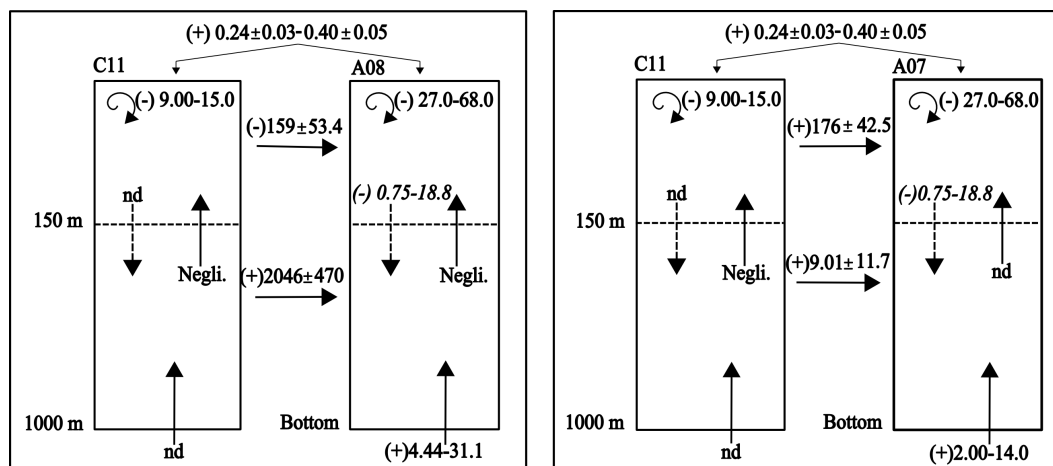 (+) 0.24±0.03-0.40±0.05
C11
A08
(-) 9.00-15.0
(-) 27.0-68.0
(-)159±53.4
nd
(-) 0.75-18.8
150 m
Negli.
Negli.
(+)2046±470
1000 m
Bottom
nd
(+)4.44-31.1
(+) 0.24±0.03-0.40±0.05
C11
A07
(-) 9.00-15.0
(-) 27.0-68.0
(+)176±42.5
nd
(-)0.75-18.8
150 m
Negli.
nd
(+)9.01±11.7
1000 m
Bottom
nd
(+)2.00-14.0